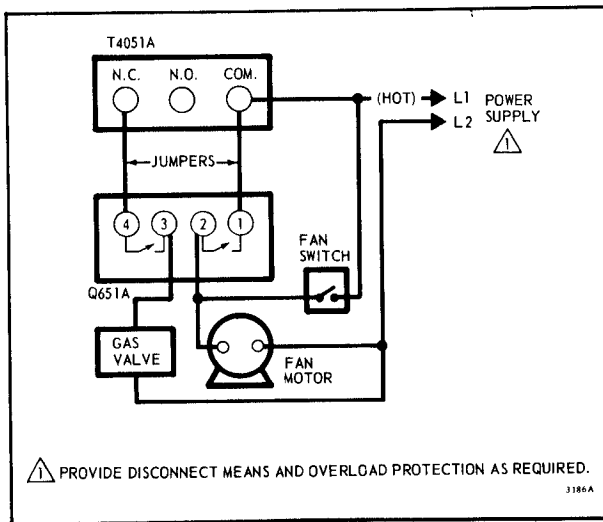 T4051A
N.C. N.O. COM.
(HOT) L1 POWER
L2 SUPPLY
1
JUMPERS
4 3 2 1
FAN
SWITCH
Q651A
GAS
VALVE
FAN
MOTOR
1 PROVIDE DISCONNECT MEANS AND OVERLOAD PROTECTION AS REQUIRED.
3186A